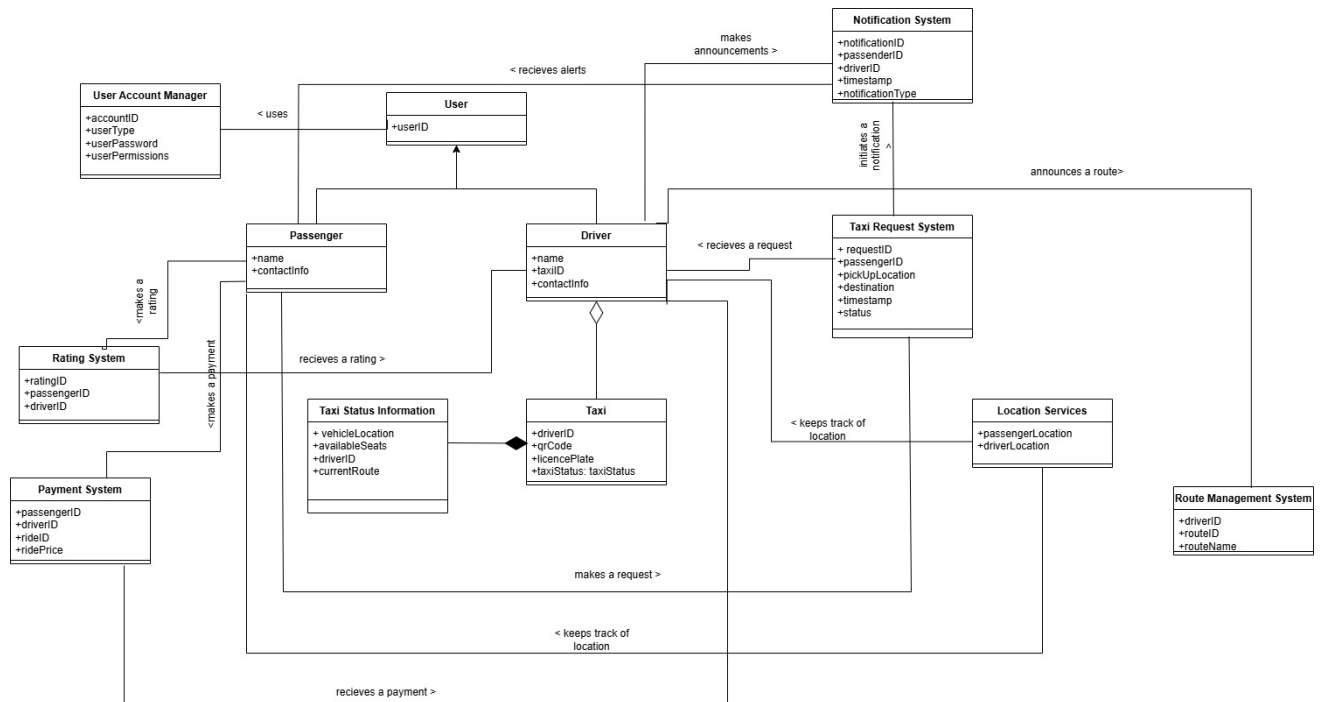 Notification System
+notificationID
+passenderID
+driverID
+timestamp
+notificationType
makes
announcements >
< recieves alerts
User Account Manager
+accountID
+userType
+userPassword
+userPermissions
< uses
User
+userID
initiates a
notification
>
announces a route>
Passenger
+name
+contactInfo
Driver
+name
+taxiID
+contactInfo
< recieves a request
Taxi Request System
+ requestID
+passengerID
+pickUpLocation
+destination
+timestamp
+status
<makes a
rating
Rating System
+ratingID
+passengerID
+driverID
recieves a rating >
<makes a payment
Taxi Status Information
+ vehicleLocation
+availableSeats
+driverID
+currentRoute
Taxi
+driverID
+qrCode
+licencePlate
+taxiStatus: taxiStatus
< keeps track of
location
Location Services
+passengerLocation
+driverLocation
Payment System
+passengerID
+driverID
+rideID
+ridePrice
Route Management System
+driverID
+routeID
+routeName
makes a request >
< keeps track of
location
recieves a payment >